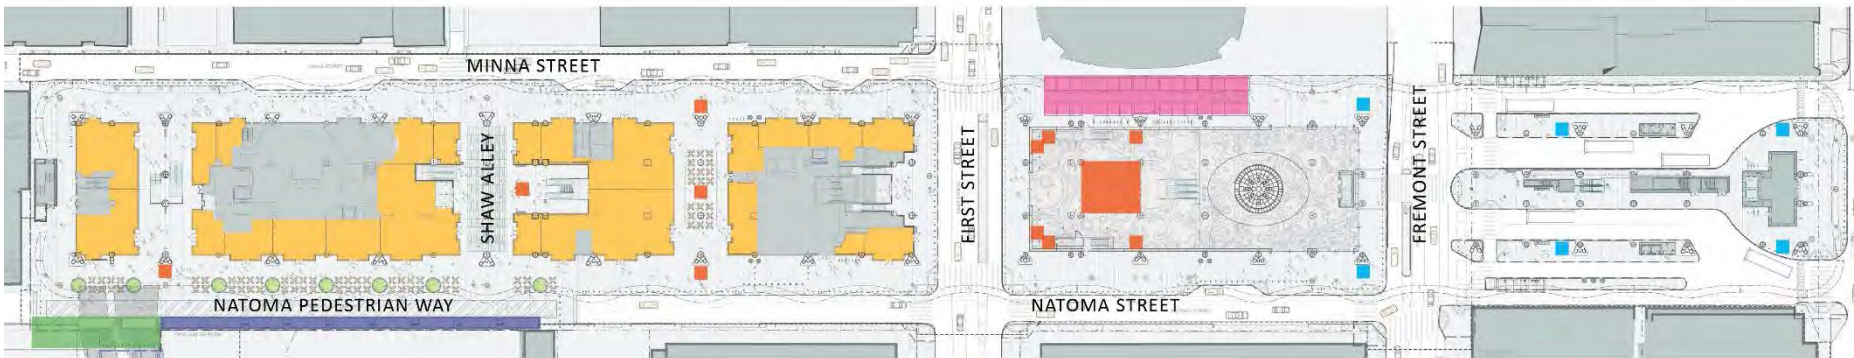 MINNA STREET
SHAW ALLEY
FIRST STREET
FREMONT STREET
NATOMA PEDESTRIAN WAY
NATOMA STREET